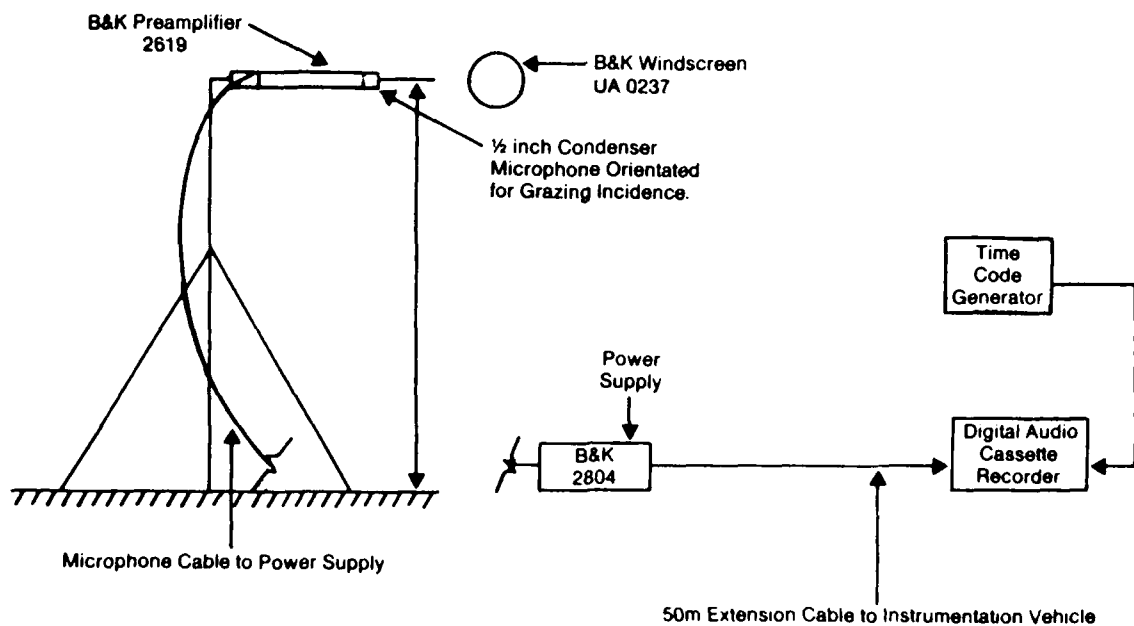 B&K Preamplifier
2619
B&K Windscreen
UA 0237
½ inch Condenser
Microphone Orientated
for Grazing Incidence.
Time
Code
Generator
Power
Supply
B&K
2804
Digital Audio
Cassette
Recorder
Microphone Cable to Power Supply
50m Extension Cable to Instrumentation Vehicle